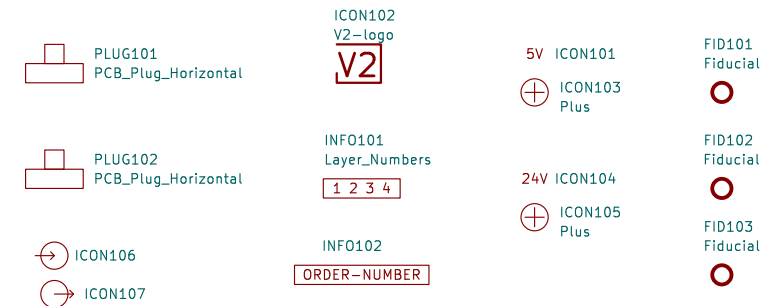 PLUG101
PCB_Plug_Horizontal
ICON102
V2-logo
V2
5V ICON101
ICON103
Plus
FID101
Fiducial
PLUG102
PCB_Plug_Horizontal
INFO101
Layer_Numbers
1 2 3 4
24V ICON104
ICON105
Plus
FID102
Fiducial
ICON106
ICON107
INFO102
ORDER-NUMBER
FID103
Fiducial